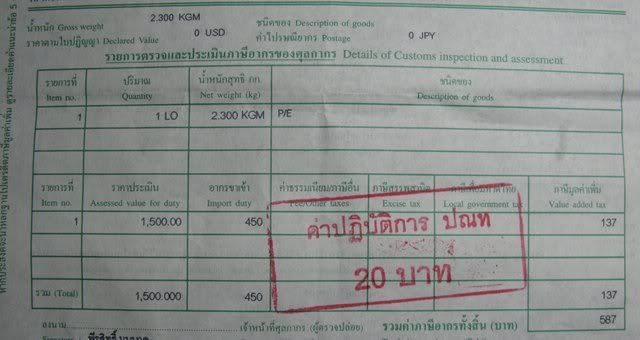 น้ำหนัก Gross weight 2.300 KGM ชนิดของ Description of goods
ราคาตามใบปฏิญญา Declared Value 0 USD ค่าไปรษณียากร Postage 0 JPY
รายการตรวจและประเมินภาษีอากรของศุลกากร Details of Customs inspection and assessment
รายการที่ ปริมาณ น้ำหนักสุทธิ กก. ชนิดของ
Item no. Quantity Net weight (kg) Description of goods
1 1 LO 2.300 KGM P/E
รายการที่ ราคาประเมิน อากรขาเข้า ค่าธรรมเนียม/ภาษีอื่น ภาษีสรรพสามิต ภาษีเพื่อมหาดไทย ภาษีมูลค่าเพิ่ม
Item no. Assessed value for duty Import duty Fee/Other taxes Excise tax Local government tax Value added tax
1 1,500.00 450 137
ค่าปฏิบัติการ ปณท
20 บาท
รวม (Total) 1,500.000 450 137
ลงนาม เจ้าหน้าที่ศุลกากร (ผู้ตรวจปล่อย) รวมค่าภาษีอากรทั้งสิ้น (บาท) 587